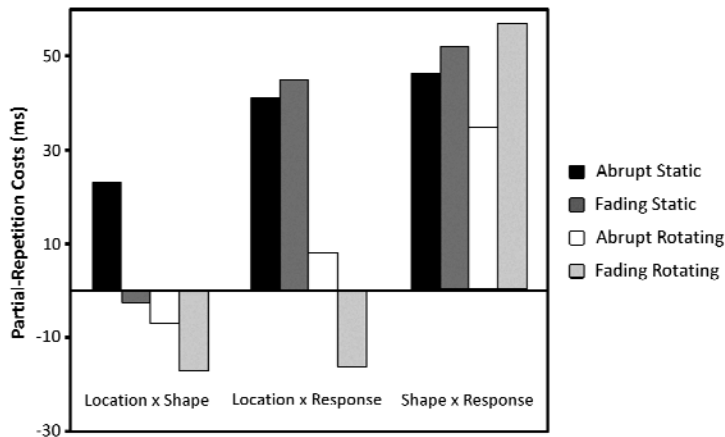 Partial-Repetition Costs (ms)
50
30
10
-10
-30
Location x Shape
Location x Response
Shape x Response
Abrupt Static
Fading Static
Abrupt Rotating
Fading Rotating